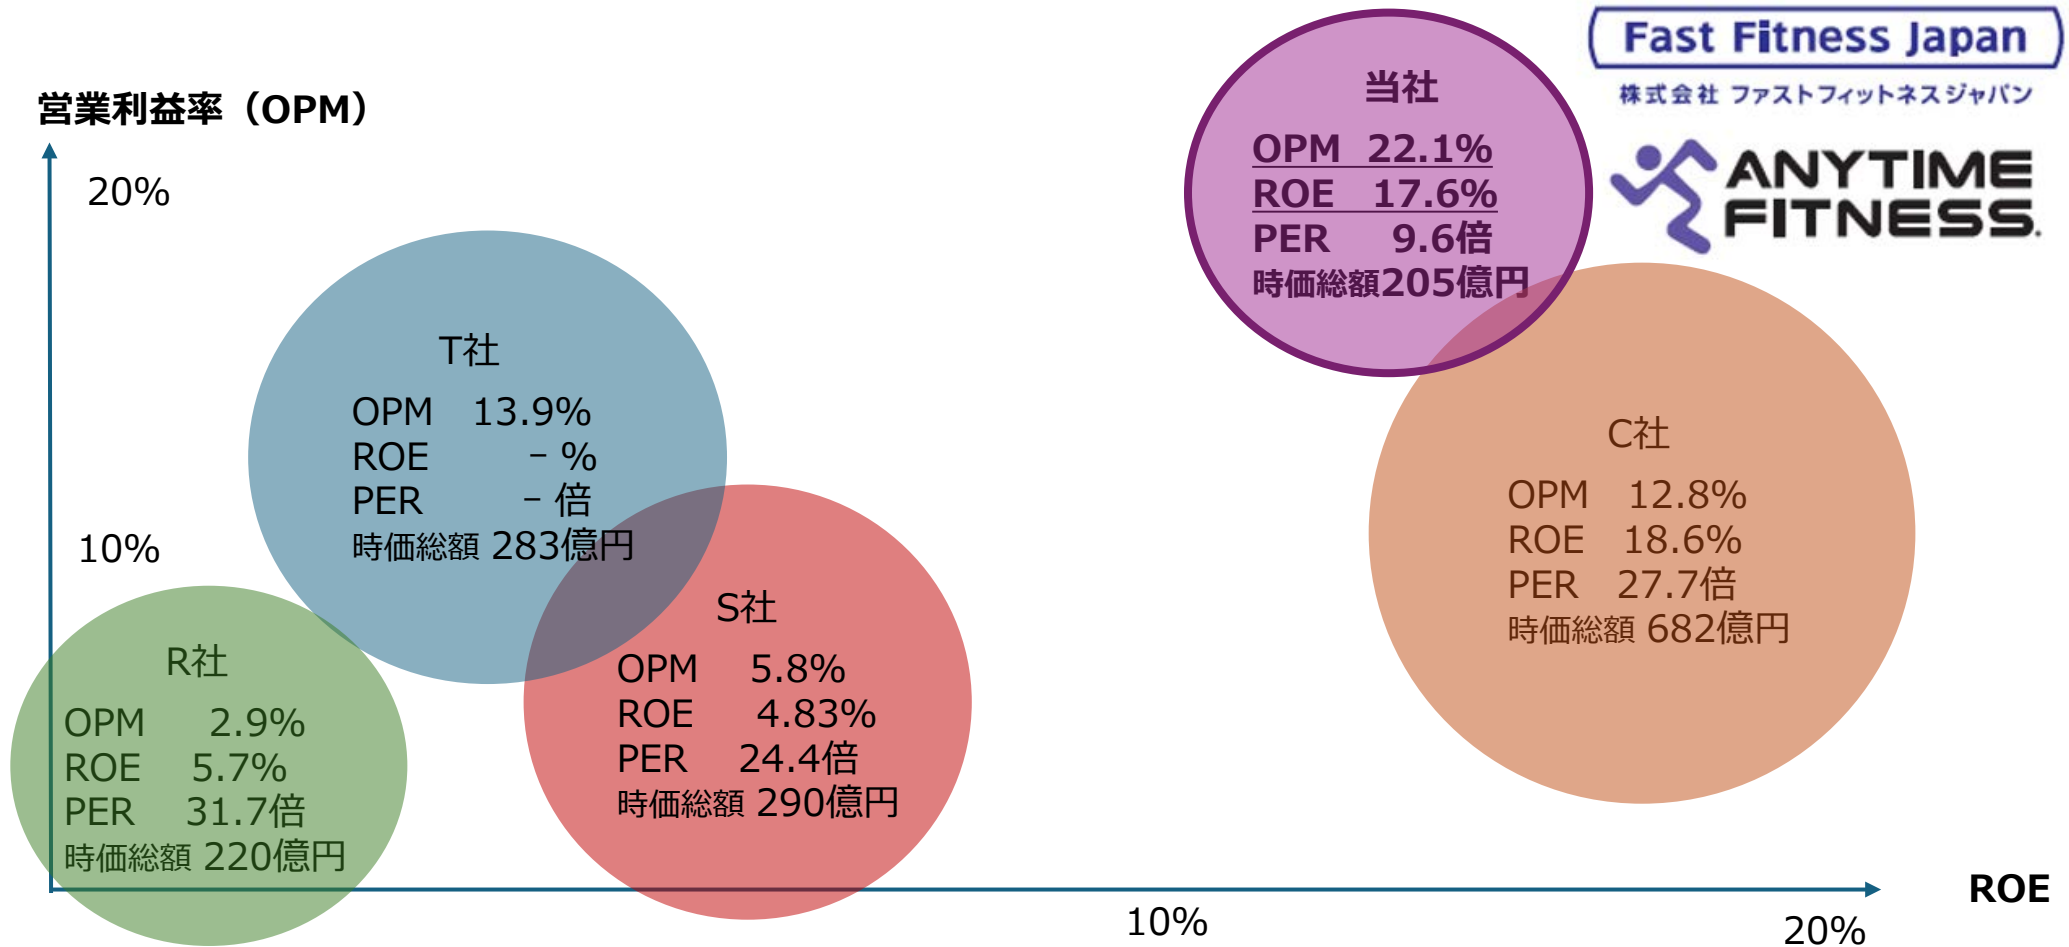 Fast Fitness Japan
株式会社 ファストフィットネスジャパン
ANYTIME
FITNESS.
営業利益率（OPM）
20%
10%
当社
OPM 22.1%
ROE 17.6%
PER 9.6倍
時価総額205億円
T社
OPM 13.9%
ROE － %
PER － 倍
時価総額 283億円
C社
OPM 12.8%
ROE 18.6%
PER 27.7倍
時価総額 682億円
S社
OPM 5.8%
ROE 4.83%
PER 24.4倍
時価総額 290億円
R社
OPM 2.9%
ROE 5.7%
PER 31.7倍
時価総額 220億円
ROE
10%
20%